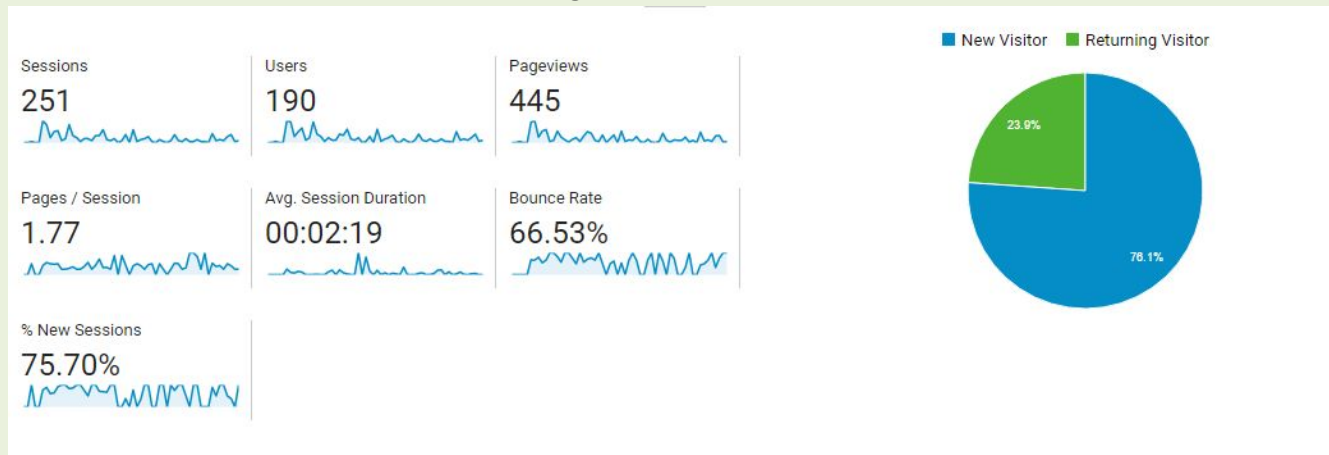 Sessions
251
Users
190
Pageviews
445
Pages / Session
1.77
Avg. Session Duration
00:02:19
Bounce Rate
66.53%
% New Sessions
75.70%
New Visitor
Returning Visitor
23.9%
76.1%